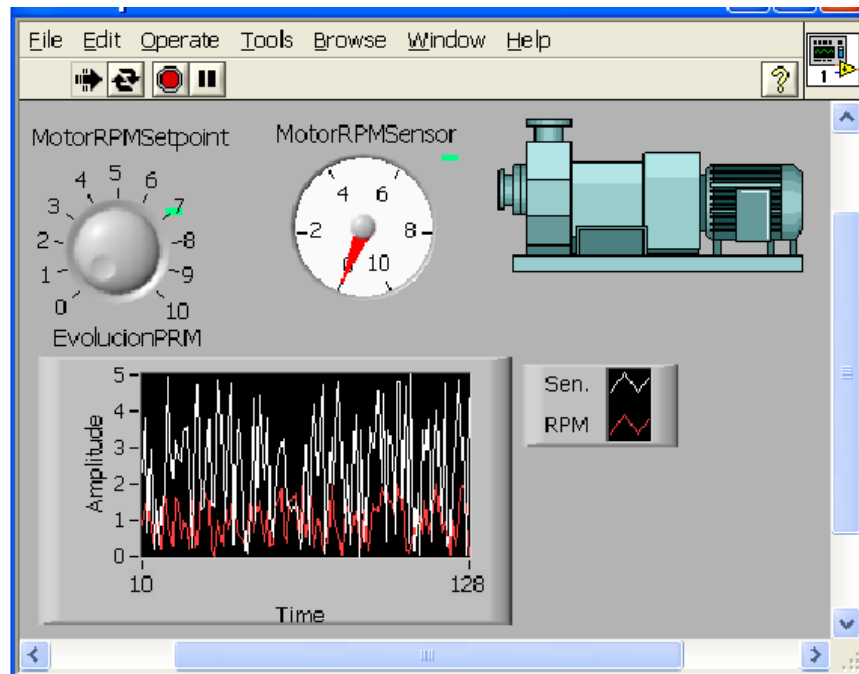 File Edit Operate Tools Browse Window Help
?
1
MotorRPMSetpoint
0 1 2 3 4 5 6 7 8 9 10
MotorRPMSensor
0 2 4 6 8 10
EvolucionPRM
Amplitude
5
4
3
2
1
0
10 128
Time
Sen.
RPM